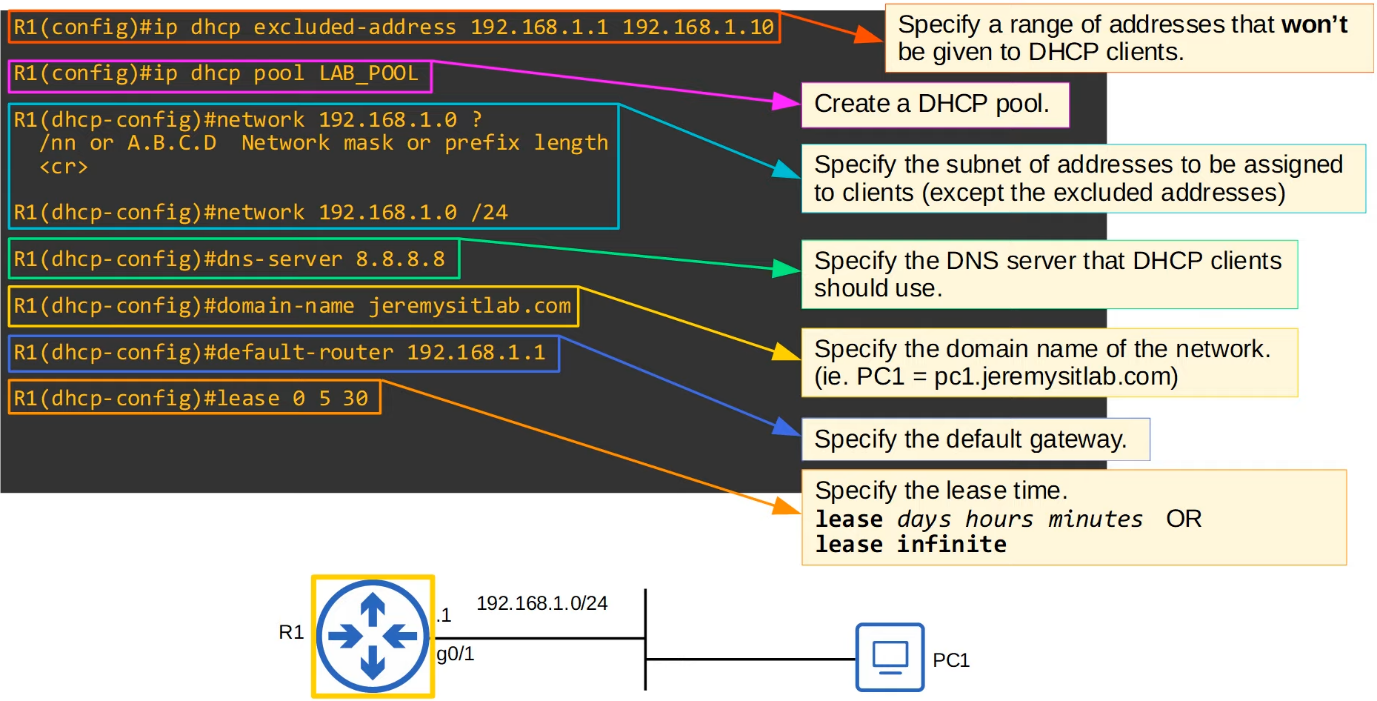 R1(config)#ip dhcp excluded-address 192.168.1.1 192.168.1.10
Specify a range of addresses that won't
be given to DHCP clients.
R1(config)#ip dhcp pool LAB_POOL
Create a DHCP pool.
R1(dhcp-config)#network 192.168.1.0 ?
/nn or A.B.C.D  Network mask or prefix length
<cr>
R1(dhcp-config)#network 192.168.1.0 /24
Specify the subnet of addresses to be assigned
to clients (except the excluded addresses)
R1(dhcp-config)#dns-server 8.8.8.8
Specify the DNS server that DHCP clients
should use.
R1(dhcp-config)#domain-name jeremysitlab.com
Specify the domain name of the network.
(ie. PC1 = pc1.jeremysitlab.com)
R1(dhcp-config)#default-router 192.168.1.1
Specify the default gateway.
R1(dhcp-config)#lease 0 5 30
Specify the lease time.
lease days hours minutes OR
lease infinite
R1
.1
192.168.1.0/24
g0/1
PC1